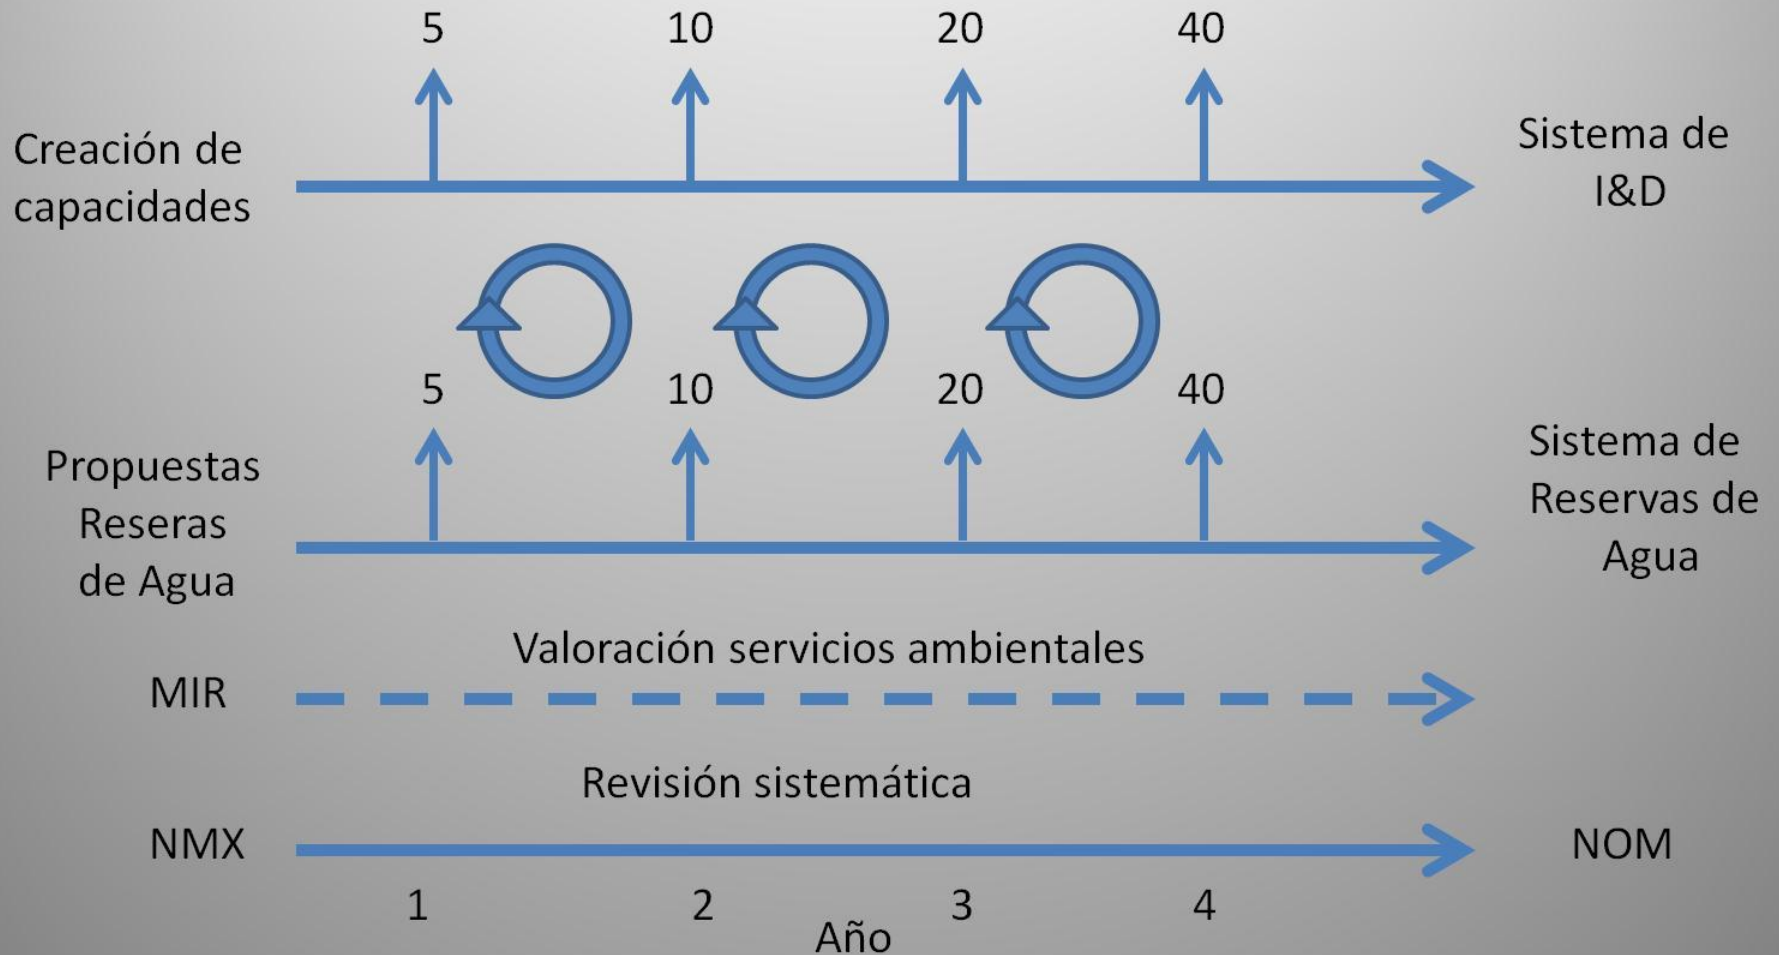 5 10 20 40
Creación de
capacidades
Sistema de
I&D
5 10 20 40
Propuestas
Reseras
de Agua
Sistema de
Reservas de
Agua
Valoración servicios ambientales
MIR
Revisión sistemática
NMX
NOM
1 2 3 4
Año